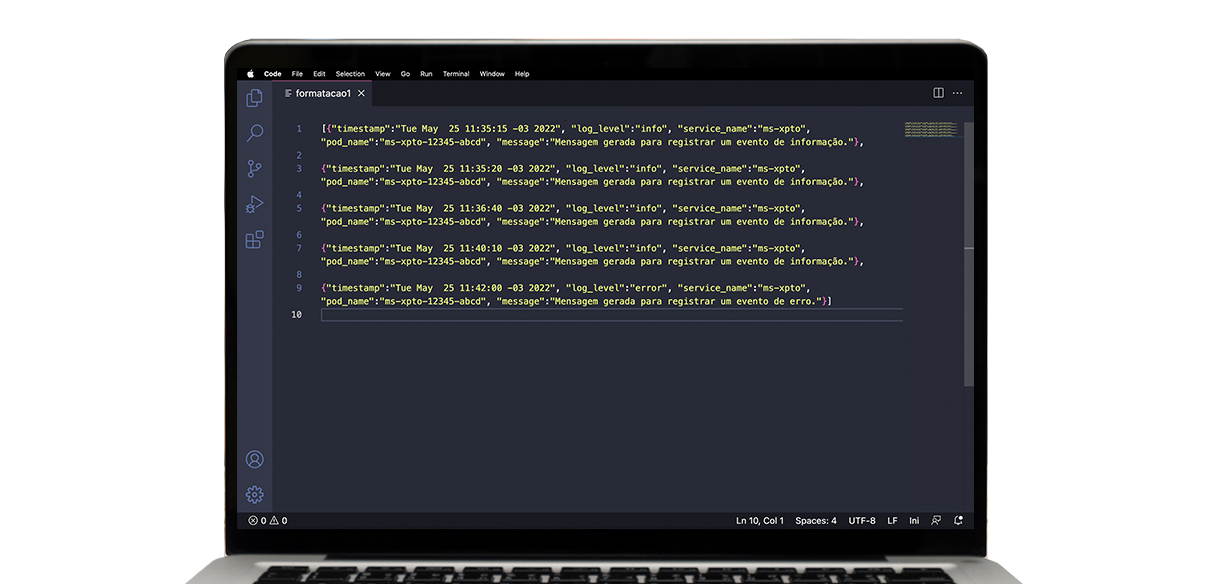 Code File Edit Selection View Go Run Terminal Window Help
formatacao1
1 [{"timestamp":"Tue May  25 11:35:15 -03 2022", "log_level":"info", "service_name":"ms-xpto",
"pod_name":"ms-xpto-12345-abcd", "message":"Mensagem gerada para registrar um evento de informação."},
2
3 {"timestamp":"Tue May  25 11:35:20 -03 2022", "log_level":"info", "service_name":"ms-xpto",
"pod_name":"ms-xpto-12345-abcd", "message":"Mensagem gerada para registrar um evento de informação."},
4
5 {"timestamp":"Tue May  25 11:36:40 -03 2022", "log_level":"info", "service_name":"ms-xpto",
"pod_name":"ms-xpto-12345-abcd", "message":"Mensagem gerada para registrar um evento de informação."},
6
7 {"timestamp":"Tue May  25 11:40:10 -03 2022", "log_level":"info", "service_name":"ms-xpto",
"pod_name":"ms-xpto-12345-abcd", "message":"Mensagem gerada para registrar um evento de informação."},
8
9 {"timestamp":"Tue May  25 11:42:00 -03 2022", "log_level":"error", "service_name":"ms-xpto",
"pod_name":"ms-xpto-12345-abcd", "message":"Mensagem gerada para registrar um evento de erro."}]
10
0 0 Ln 10, Col 1 Spaces: 4 UTF-8 LF Ini